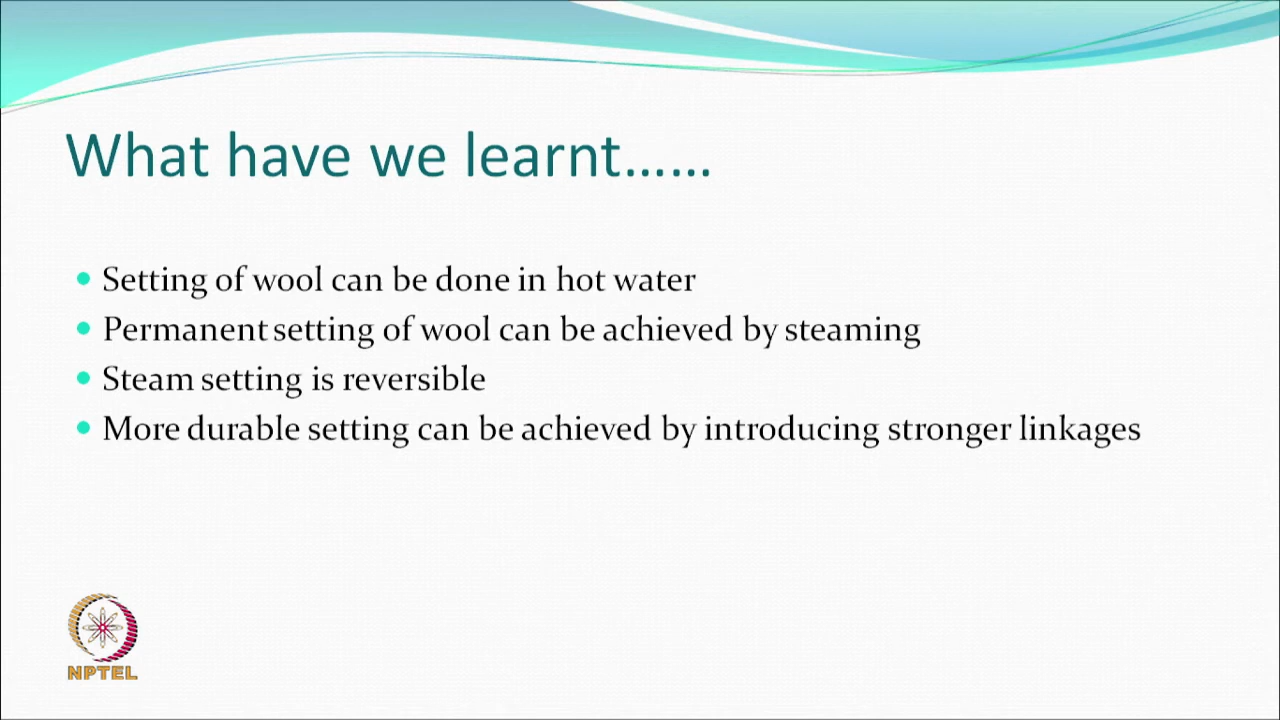 What have we learnt……
Setting of wool can be done in hot water
Permanent setting of wool can be achieved by steaming
Steam setting is reversible
More durable setting can be achieved by introducing stronger linkages
NPTEL